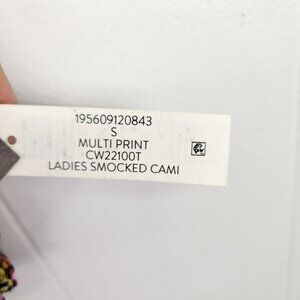 195609120843
S
MULTI PRINT
CW22100T
LADIES SMOCKED CAMI